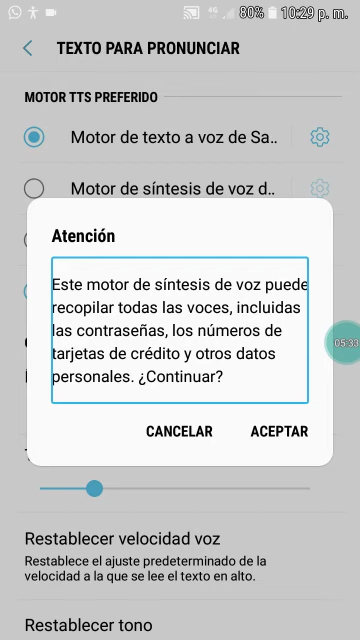 4G 80% 10:29 p. m.
TEXTO PARA PRONUNCIAR
MOTOR TTS PREFERIDO
Motor de texto a voz de Sa..
Motor de síntesis de voz d..
Atención
Este motor de síntesis de voz puede
recopilar todas las voces, incluidas
las contraseñas, los números de
tarjetas de crédito y otros datos
personales. ¿Continuar?
05:33
CANCELAR ACEPTAR
Restablecer velocidad voz
Restablece el ajuste predeterminado de la
velocidad a la que se lee el texto en alto.
Restablecer tono